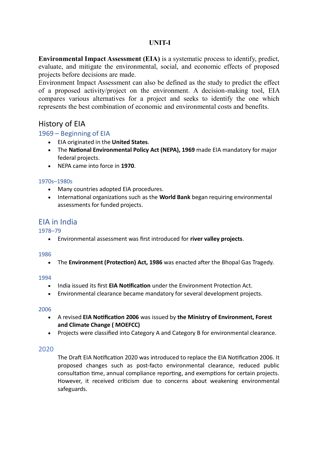 UNIT-I
Environmental Impact Assessment (EIA) is a systematic process to identify, predict,
evaluate, and mitigate the environmental, social, and economic effects of proposed
projects before decisions are made.
Environment Impact Assessment can also be defined as the study to predict the effect
of a proposed activity/project on the environment. A decision-making tool, EIA
compares various alternatives for a project and seeks to identify the one which
represents the best combination of economic and environmental costs and benefits.
History of EIA
1969 – Beginning of EIA
• EIA originated in the United States.
• The National Environmental Policy Act (NEPA), 1969 made EIA mandatory for major
federal projects.
• NEPA came into force in 1970.
1970s–1980s
• Many countries adopted EIA procedures.
• International organizations such as the World Bank began requiring environmental
assessments for funded projects.
EIA in India
1978–79
• Environmental assessment was first introduced for river valley projects.
1986
• The Environment (Protection) Act, 1986 was enacted after the Bhopal Gas Tragedy.
1994
• India issued its first EIA Notification under the Environment Protection Act.
• Environmental clearance became mandatory for several development projects.
2006
• A revised EIA Notification 2006 was issued by the Ministry of Environment, Forest
and Climate Change ( MOEFCC)
• Projects were classified into Category A and Category B for environmental clearance.
2020
The Draft EIA Notification 2020 was introduced to replace the EIA Notification 2006. It
proposed changes such as post-facto environmental clearance, reduced public
consultation time, annual compliance reporting, and exemptions for certain projects.
However, it received criticism due to concerns about weakening environmental
safeguards.